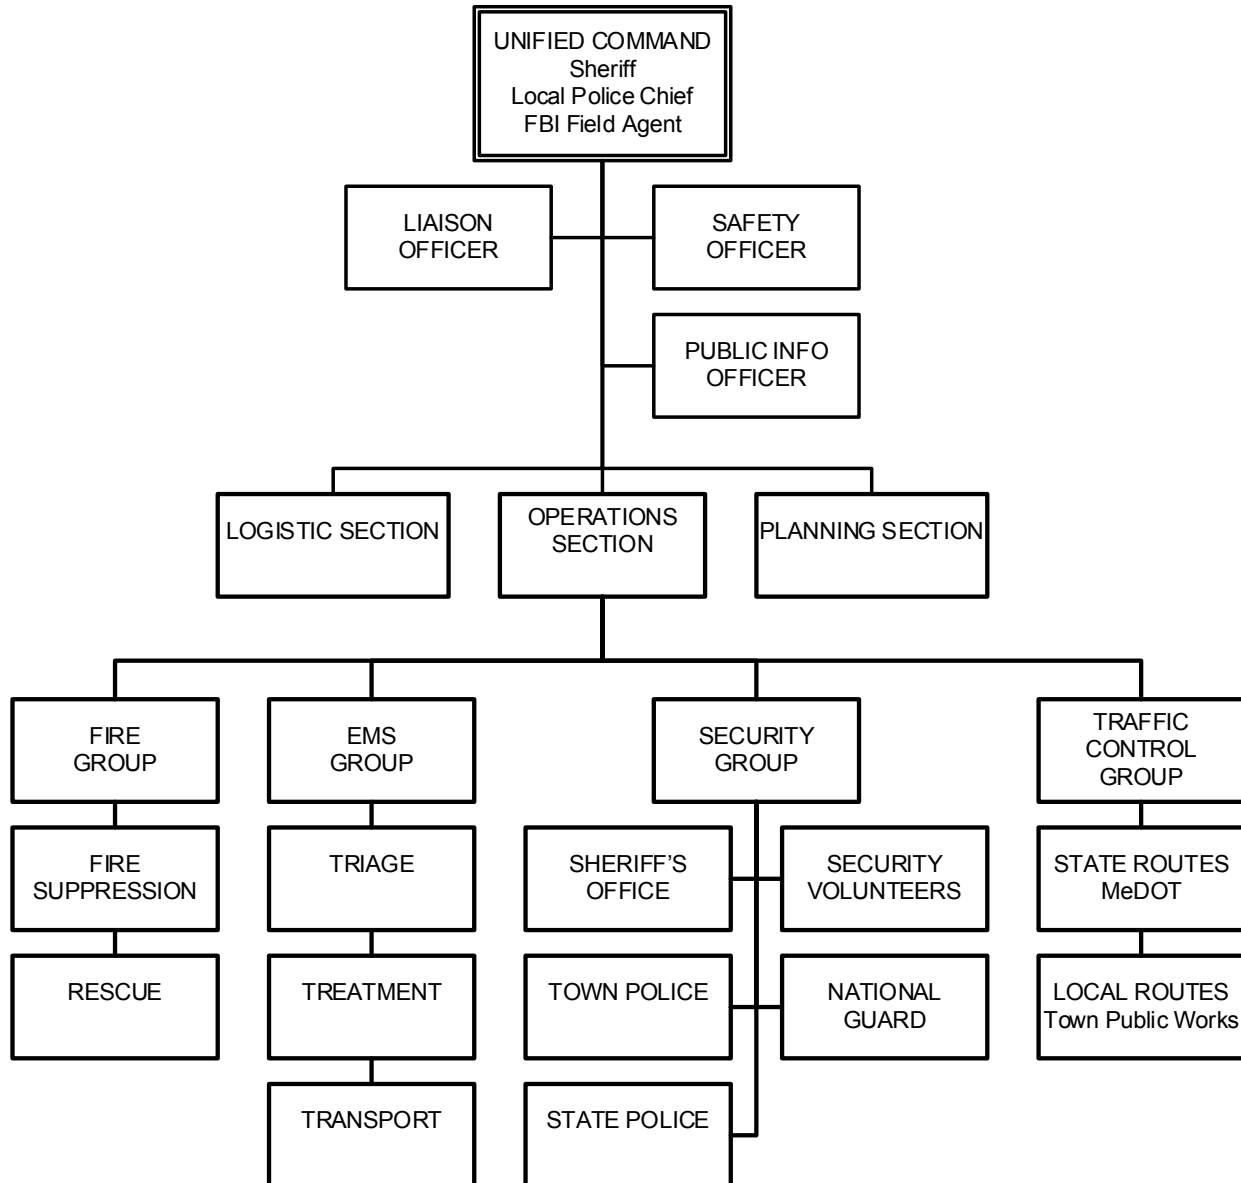 UNIFIED COMMAND
Sheriff
Local Police Chief
FBI Field Agent
LIAISON
OFFICER
SAFETY
OFFICER
PUBLIC INFO
OFFICER
LOGISTIC SECTION
OPERATIONS
SECTION
PLANNING SECTION
FIRE
GROUP
EMS
GROUP
SECURITY
GROUP
TRAFFIC
CONTROL
GROUP
FIRE
SUPPRESSION
TRIAGE
SHERIFF’S
OFFICE
SECURITY
VOLUNTEERS
STATE ROUTES
MeDOT
RESCUE
TREATMENT
TOWN POLICE
NATIONAL
GUARD
LOCAL ROUTES
Town Public Works
TRANSPORT
STATE POLICE